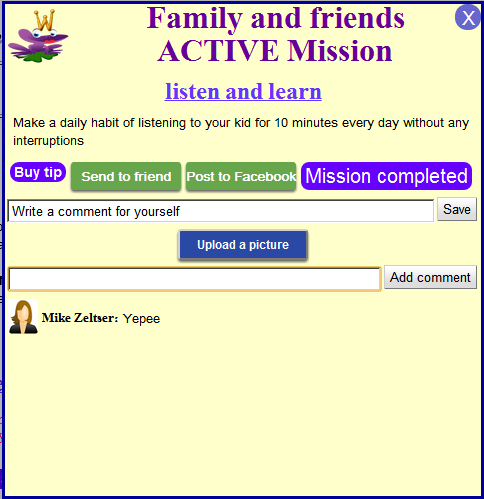 Family and friends
ACTIVE Mission
X
listen and learn
Make a daily habit of listening to your kid for 10 minutes every day without any
interruptions
Buy tip Send to friend Post to Facebook Mission completed
Write a comment for yourself Save
Upload a picture
Add comment
Mike Zeltser: Yepee